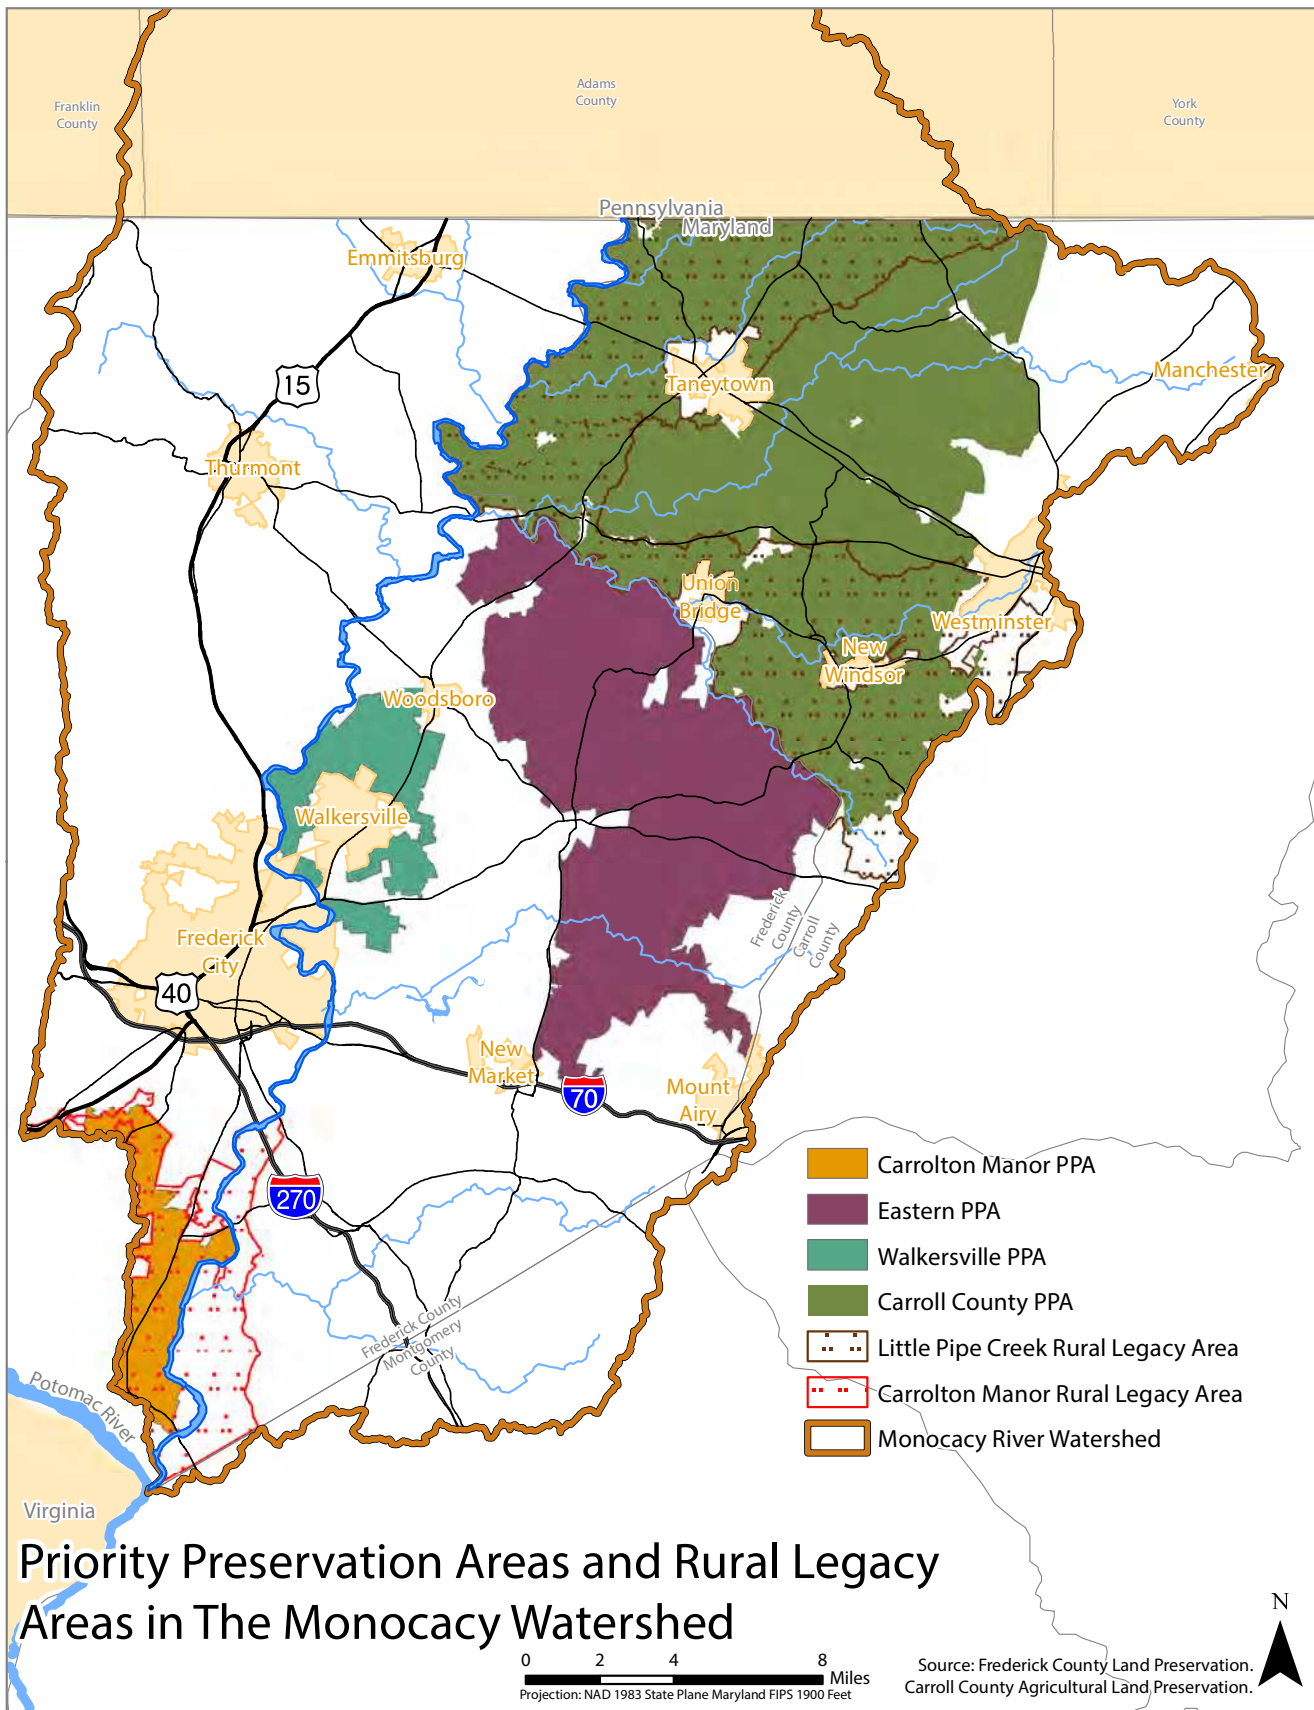 Franklin
County
Adams
County
York
County
Pennsylvania
Maryland
Emmitsburg
15
Taneytown
Manchester
Thurmont
Union
Bridge
Westminster
New
Windsor
Woodsboro
Walkersville
Frederick
City
Frederick
County
Carroll
County
40
New
Market
70
Mount
Airy
270
Carrolton Manor PPA
Eastern PPA
Walkersville PPA
Carroll County PPA
Little Pipe Creek Rural Legacy Area
Carrolton Manor Rural Legacy Area
Monocacy River Watershed
Frederick County
Montgomery
County
Potomac River
Virginia
Priority Preservation Areas and Rural Legacy
Areas in The Monocacy Watershed
0 2 4 8
Miles
Projection: NAD 1983 State Plane Maryland FIPS 1900 Feet
N
Source: Frederick County Land Preservation.
Carroll County Agricultural Land Preservation.